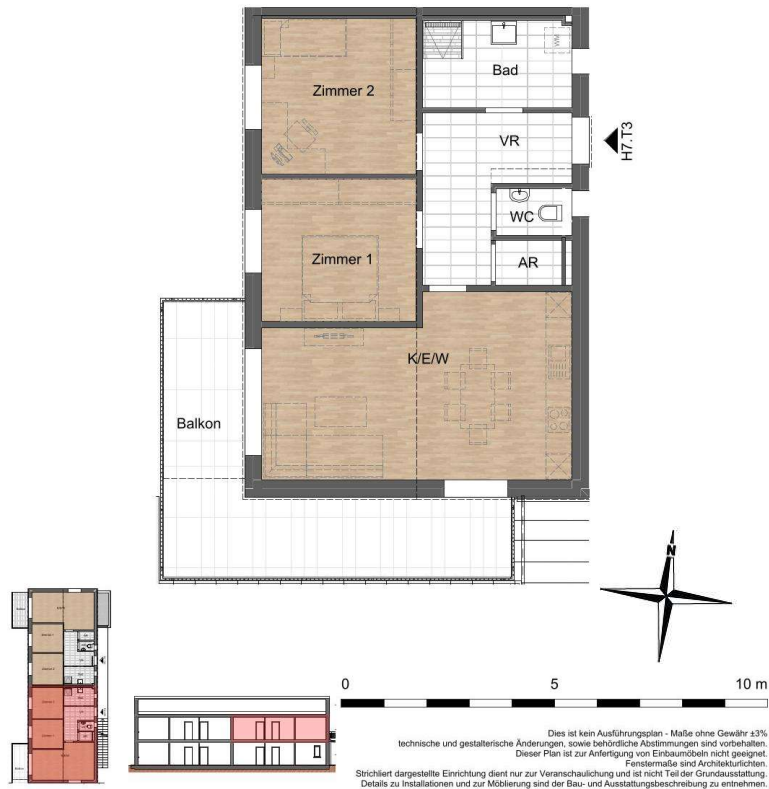 Zimmer 2
Bad
WM
VR
H7.T3
WC
Zimmer 1
AR
K/E/W
Balkon
N
0 5 10 m
Dies ist kein Ausführungsplan - Maße ohne Gewähr ±3%
technische und gestalterische Änderungen, sowie behördliche Abstimmungen sind vorbehalten.
Dieser Plan ist zur Anfertigung von Einbaumöbeln nicht geeignet.
Fenstermaße sind Architekturlichten.
Strichliert dargestellte Einrichtung dient nur zur Veranschaulichung und ist nicht Teil der Grundausstattung.
Details zu Installationen und zur Möblierung sind der Bau- und Ausstattungsbeschreibung zu entnehmen.